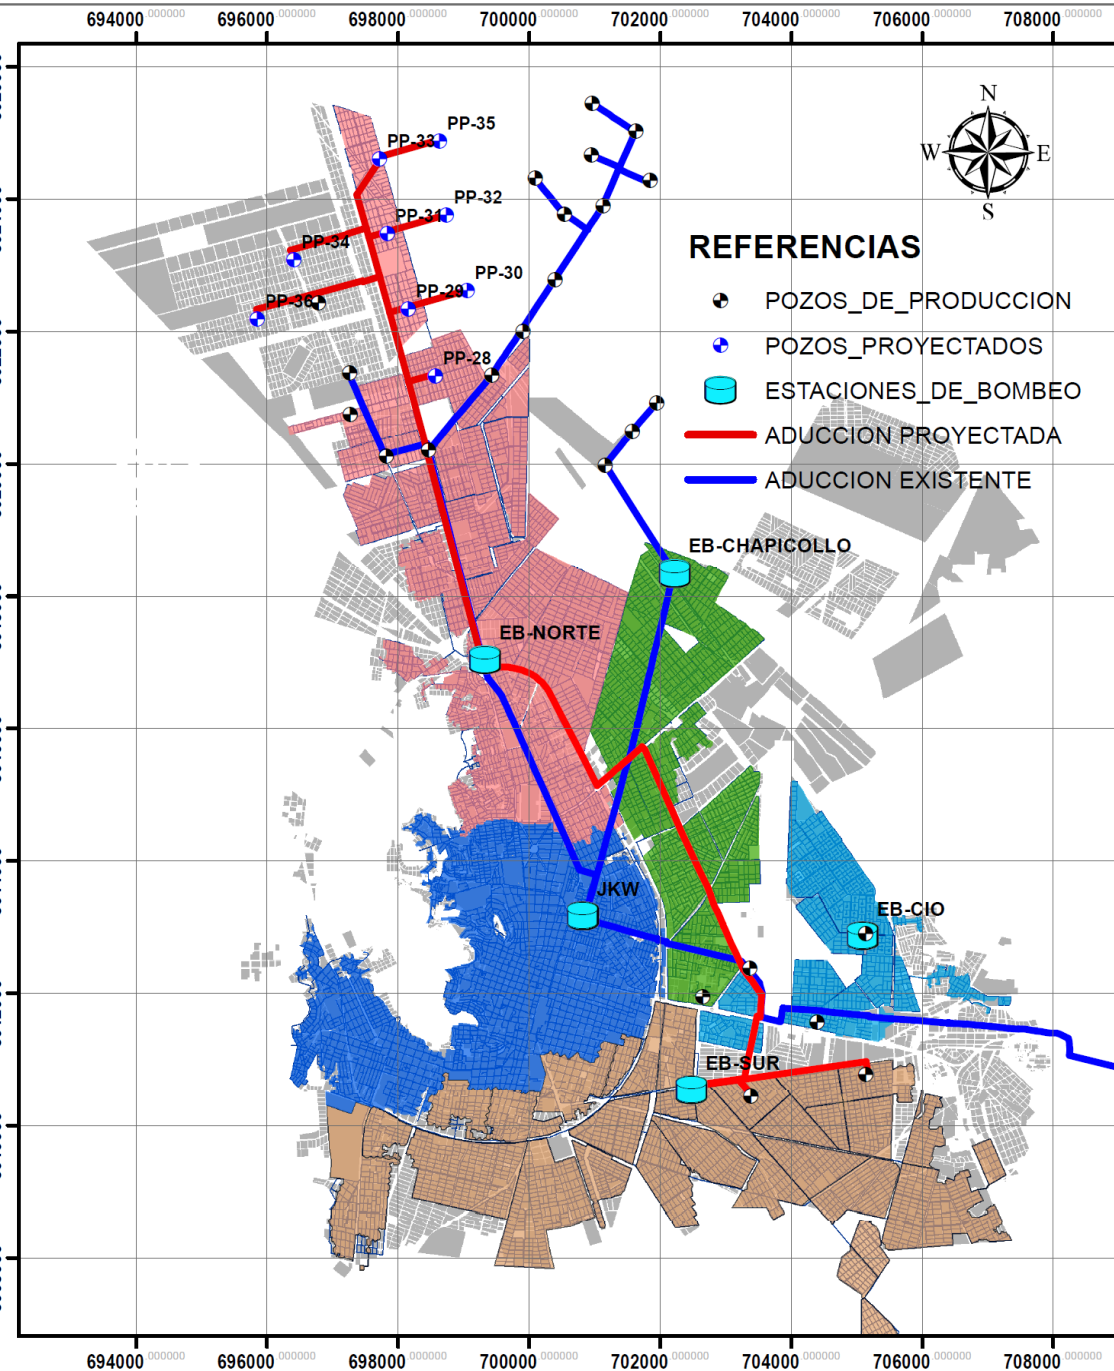 694000.000000 696000.000000 698000.000000 700000.000000 702000.000000 704000.000000 706000.000000 708000.000000
N
W E
S
PP-35
PP-33
PP-32
PP-31
PP-34
PP-30
PP-29
PP-36
PP-28
REFERENCIAS
POZOS_DE_PRODUCCION
POZOS_PROYECTADOS
ESTACIONES_DE_BOMBEO
ADUCCION PROYECTADA
ADUCCION EXISTENTE
EB-CHAPICOLLO
EB-NORTE
JKW
EB-CIO
EB-SUR
694000.000000 696000.000000 698000.000000 700000.000000 702000.000000 704000.000000 706000.000000 708000.000000